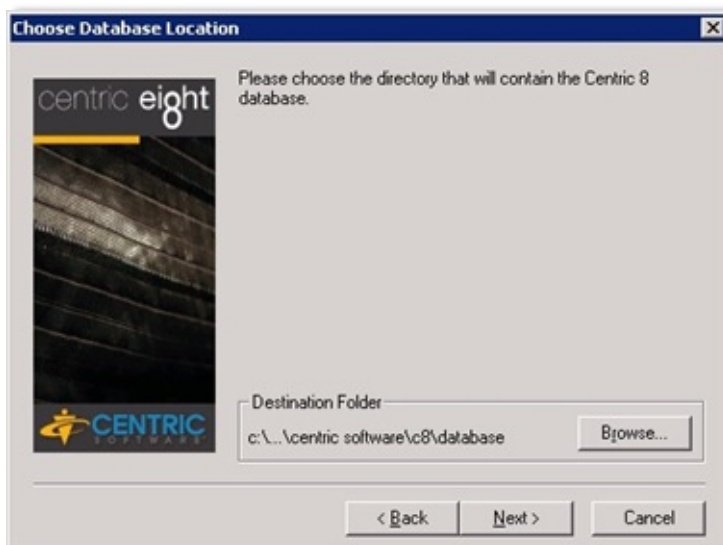 Choose Database Location
centric eight
8
Please choose the directory that will contain the Centric 8
database.
CENTRIC
SOFTWARE
Destination Folder
c:\...\centric software\c8\database
Browse...
< Back
Next >
Cancel